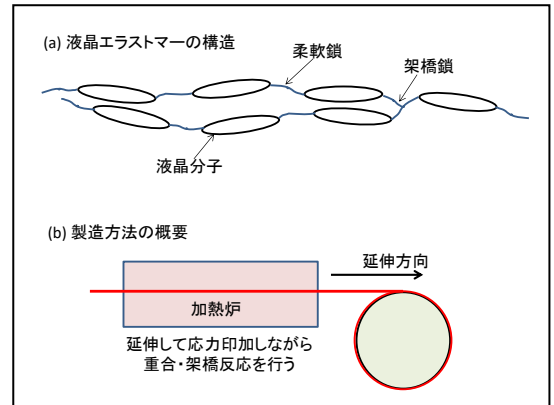 (a) 液晶エラストマーの構造
柔軟鎖
架橋鎖
液晶分子
(b) 製造方法の概要
延伸方向
加熱炉
延伸して応力印加しながら
重合・架橋反応を行う